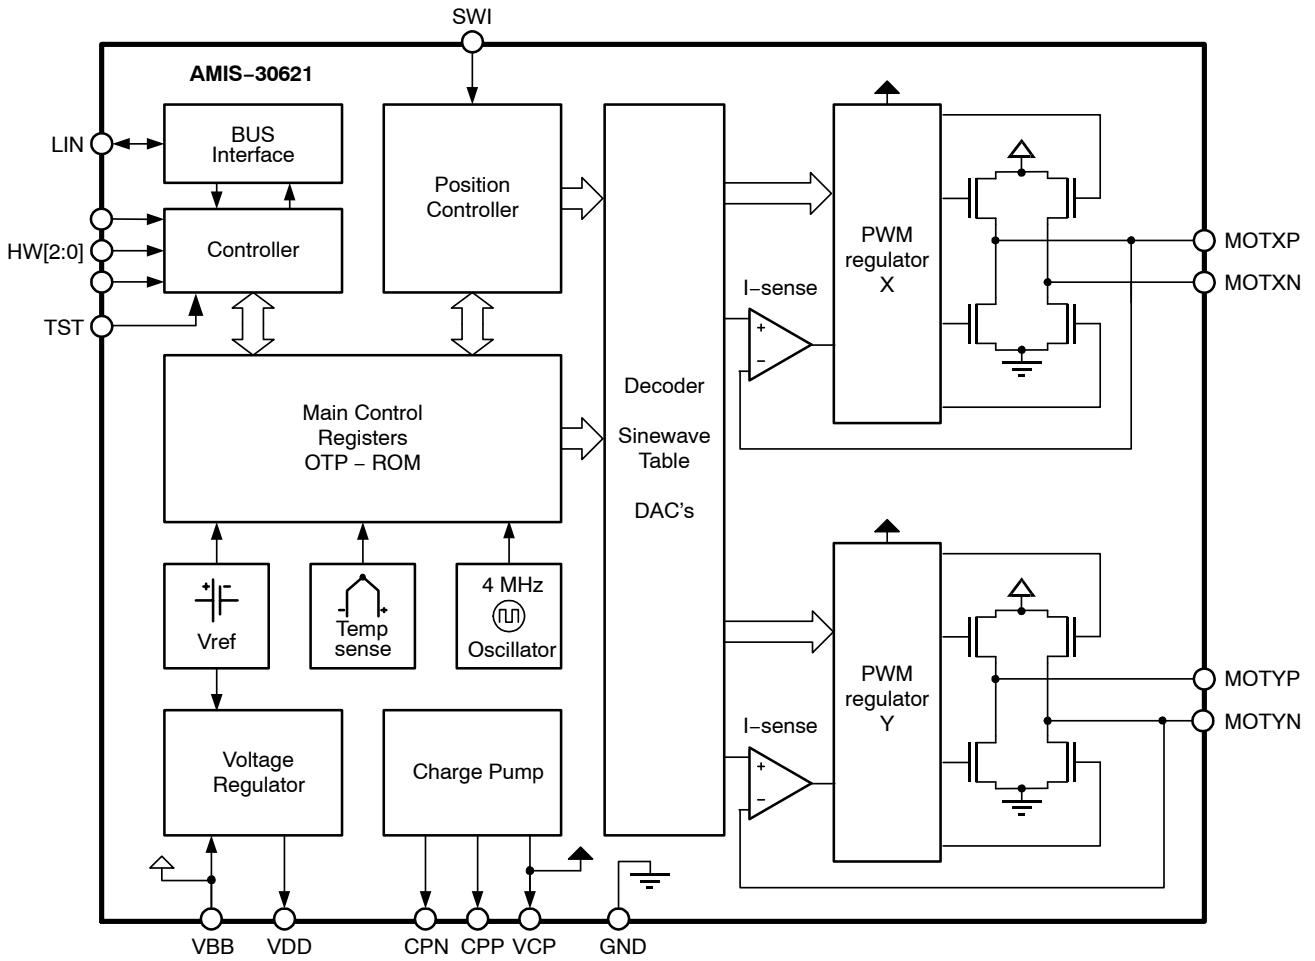 SWI
AMIS–30621
LIN
BUS
Interface
HW[2:0]
Controller
TST
Position
Controller
Main Control
Registers
OTP – ROM
+ –
Vref
– +
Temp
sense
4 MHz
Oscillator
Voltage
Regulator
Charge Pump
Decoder
Sinewave
Table
DAC's
I–sense
+
–
PWM
regulator
X
MOTXP
MOTXN
I–sense
+
–
PWM
regulator
Y
MOTYP
MOTYN
VBB
VDD
CPN
CPP
VCP
GND